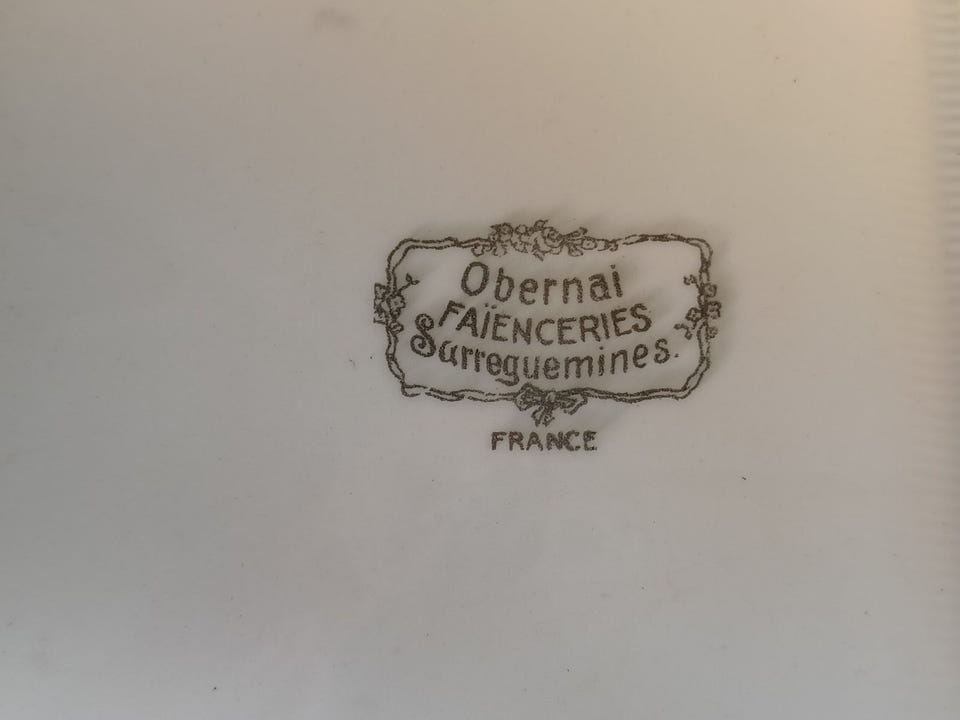 Obernai
FAÏENCERIES
Sarreguemines.
FRANCE